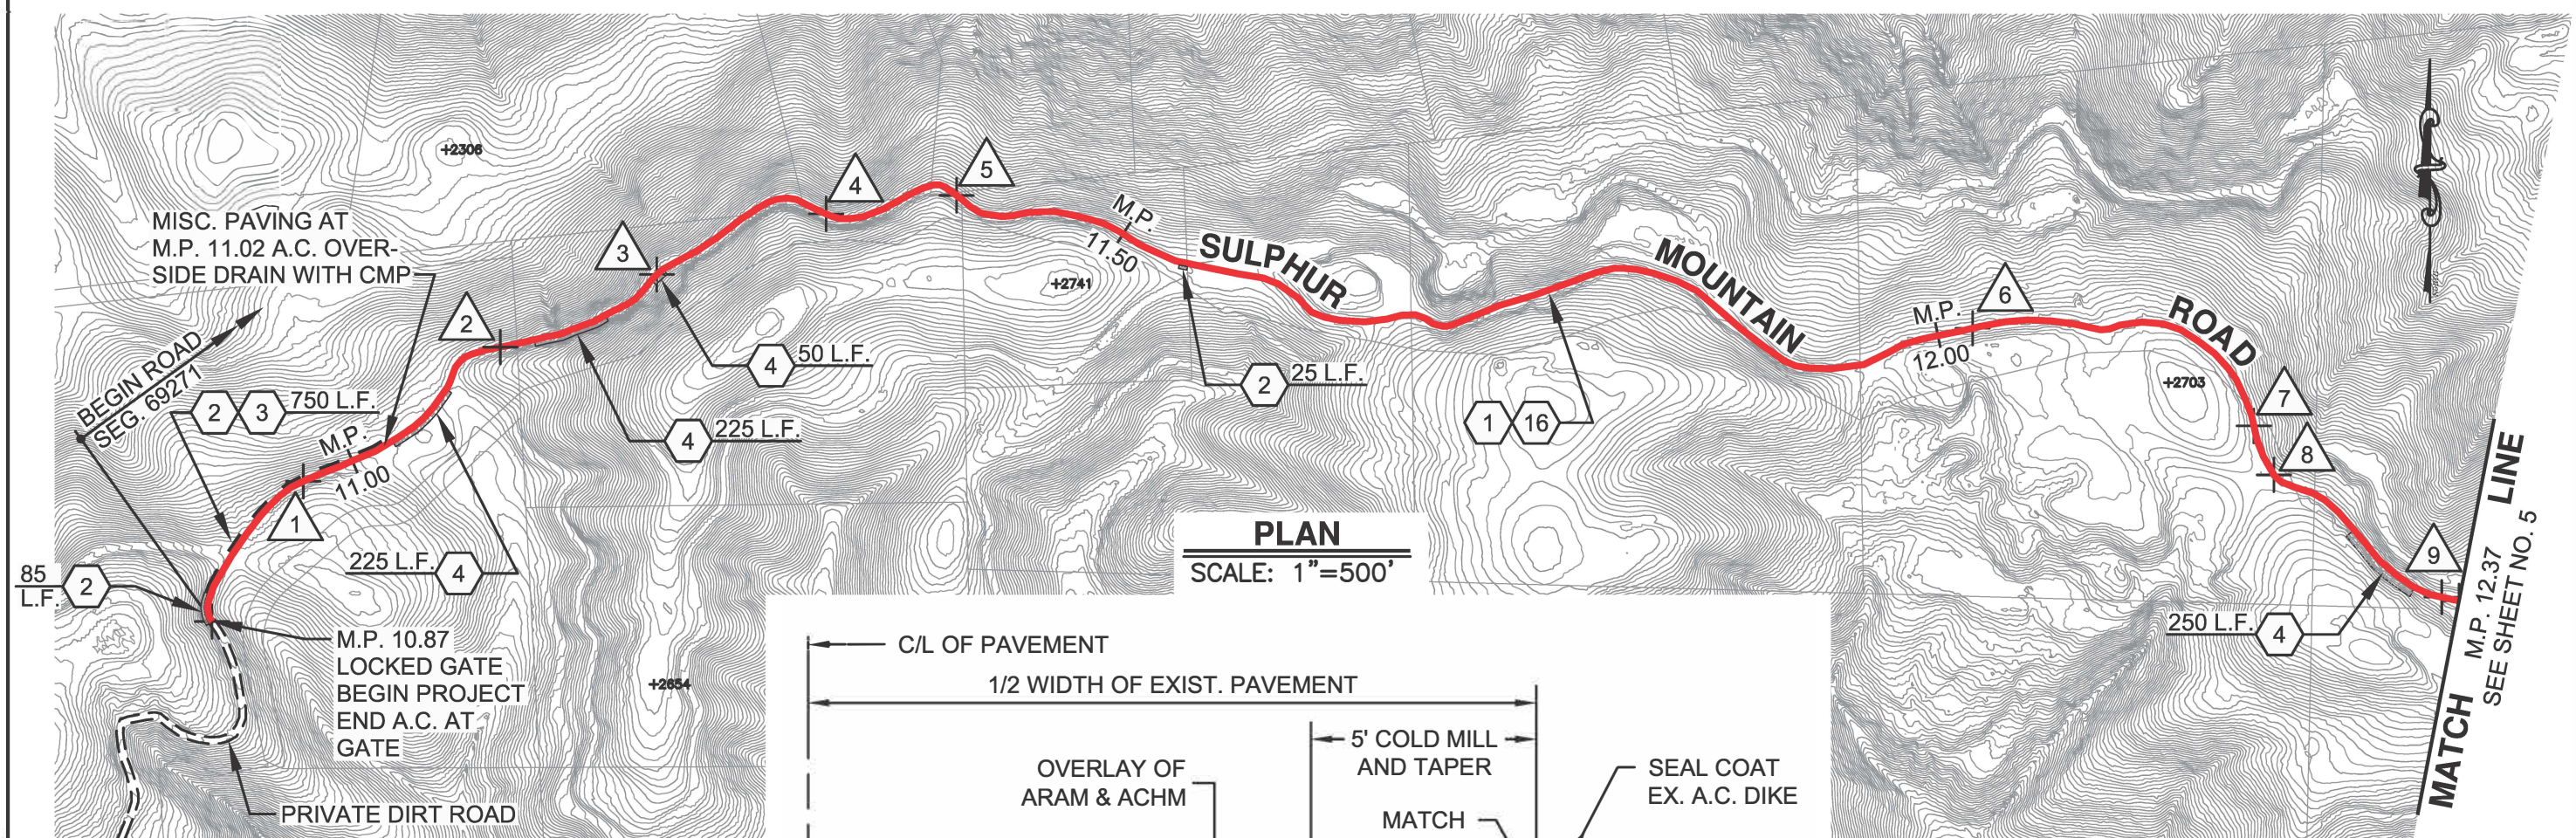 +2306
4
5
MISC. PAVING AT
M.P. 11.02 A.C. OVER-
SIDE DRAIN WITH CMP
3
M.P.
11.50
SULPHUR
MOUNTAIN
ROAD
+2741
2
BEGIN ROAD
SEG. 69271
2 3 750 L.F.
M.P.
11.00
4 50 L.F.
4 225 L.F.
2 25 L.F.
1 16
M.P.
12.00
6
+2703
7
8
1
225 L.F. 4
85
L.F. 2
PLAN
SCALE: 1"=500'
9
250 L.F. 4
MATCH LINE
M.P. 12.37
SEE SHEET NO. 5
M.P. 10.87
LOCKED GATE
BEGIN PROJECT
END A.C. AT
GATE
+2654
PRIVATE DIRT ROAD
C/L OF PAVEMENT
1/2 WIDTH OF EXIST. PAVEMENT
5' COLD MILL
AND TAPER
OVERLAY OF
ARAM & ACHM
SEAL COAT
EX. A.C. DIKE
MATCH